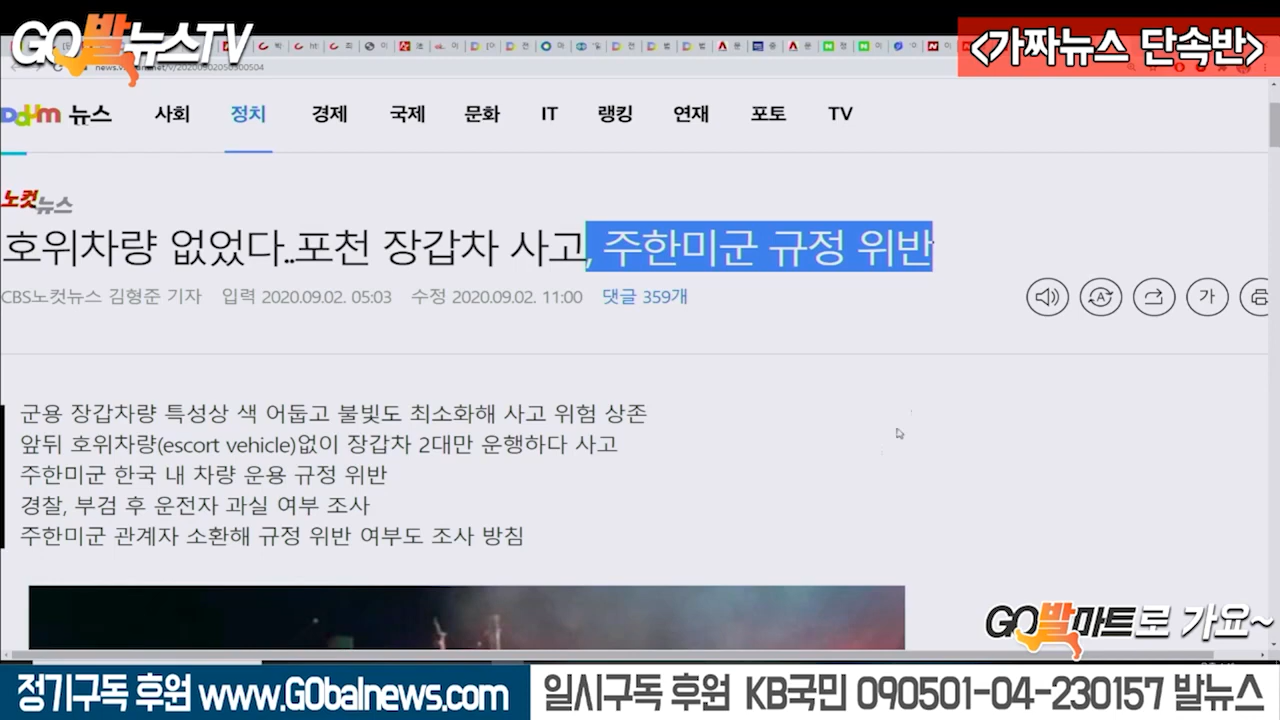 GO발뉴스TV
<가짜뉴스 단속반>
Daum 뉴스 사회 정치 경제 국제 문화 IT 랭킹 연재 포토 TV
노컷뉴스
호위차량 없었다..포천 장갑차 사고, 주한미군 규정 위반
CBS노컷뉴스 김형준 기자 입력 2020.09.02. 05:03 수정 2020.09.02. 11:00 댓글 359개
가
군용 장갑차량 특성상 색 어둡고 불빛도 최소화해 사고 위험 상존
앞뒤 호위차량(escort vehicle)없이 장갑차 2대만 운행하다 사고
주한미군 한국 내 차량 운용 규정 위반
경찰, 부검 후 운전자 과실 여부 조사
주한미군 관계자 소환해 규정 위반 여부도 조사 방침
GO발마트로 가요~
정기구독 후원 www.GObalnews.com 일시구독 후원 KB국민 090501-04-230157 발뉴스